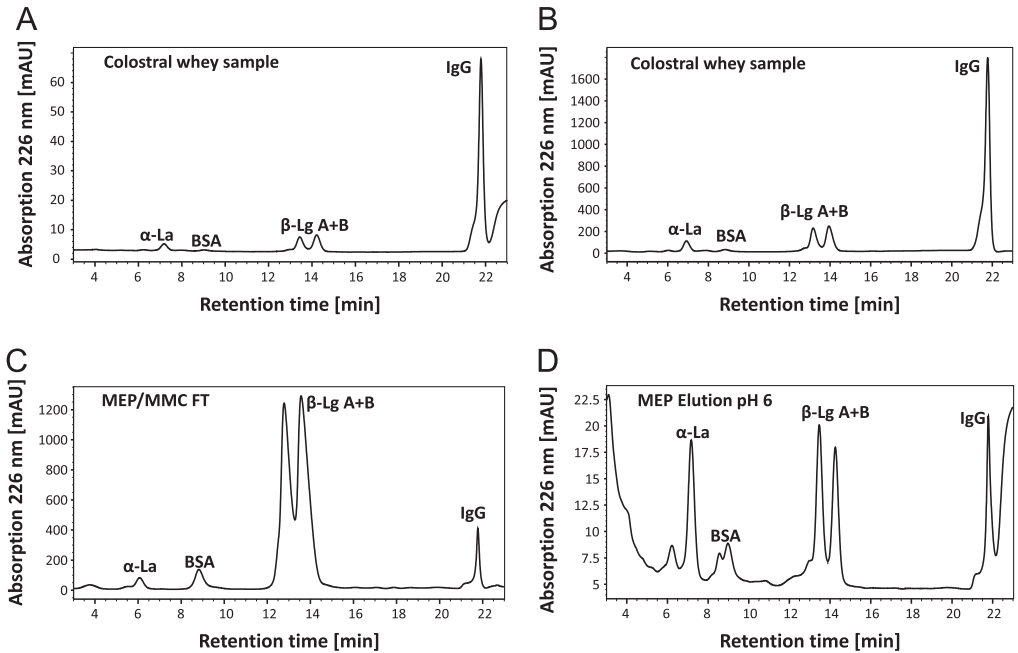 A
Absorption 226 nm [mAU]
Colostral whey sample
60
50
40
30
20
10
0
α-La
BSA
β-Lg A+B
IgG
4 6 8 10 12 14 16 18 20 22
Retention time [min]
B
Absorption 226 nm [mAU]
Colostral whey sample
1600
1400
1200
1000
800
600
400
200
0
α-La
BSA
β-Lg A+B
IgG
4 6 8 10 12 14 16 18 20 22
Retention time [min]
C
Absorption 226 nm [mAU]
MEP/MMC FT
1200
1000
800
600
400
200
0
α-La
BSA
β-Lg A+B
IgG
4 6 8 10 12 14 16 18 20 22
Retention time [min]
D
Absorption 226 nm [mAU]
MEP Elution pH 6
22.5
20
17.5
15
12.5
10
7.5
5
α-La
BSA
β-Lg A+B
IgG
4 6 8 10 12 14 16 18 20 22
Retention time [min]